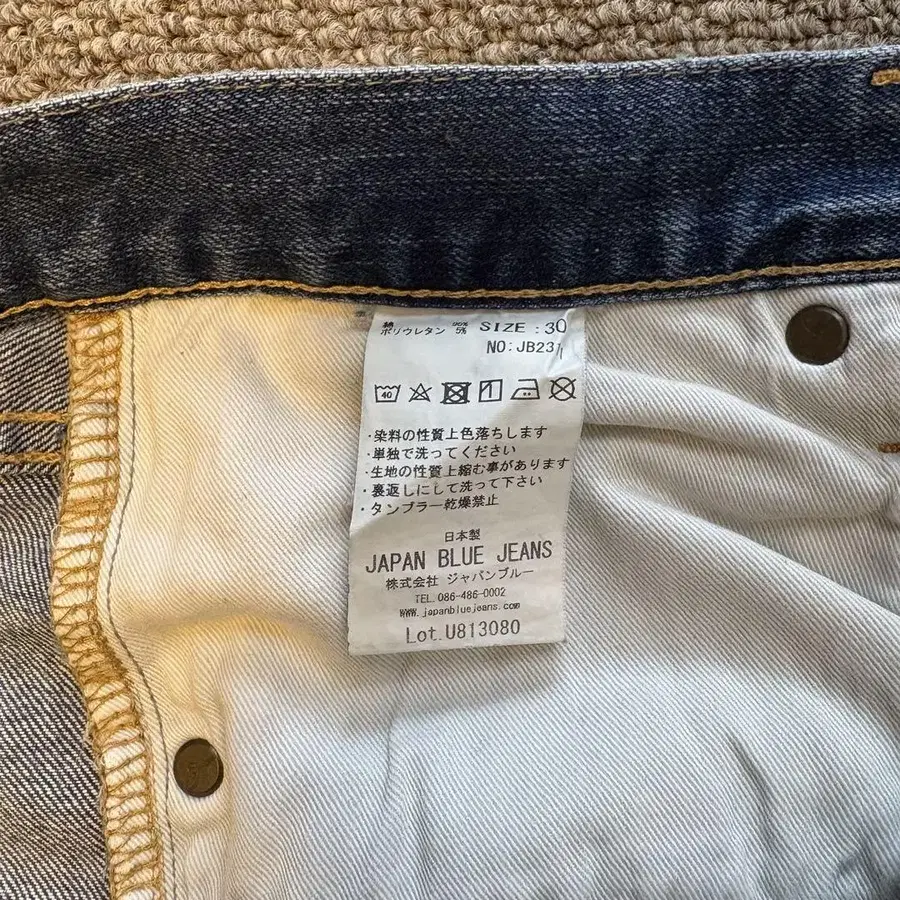 綿 SIZE : 30
ポリウレタン 5% NO:JB23
40
・染料の性質上色落ちします
・単独で洗ってください
・生地の性質上縮む事があります
・裏返しにして洗って下さい
・タンブラー乾燥禁止
日本製
JAPAN BLUE JEANS
株式会社 ジャパンブルー
TEL.086-486-0002
www.japanbluejeans.com
Lot.U813080